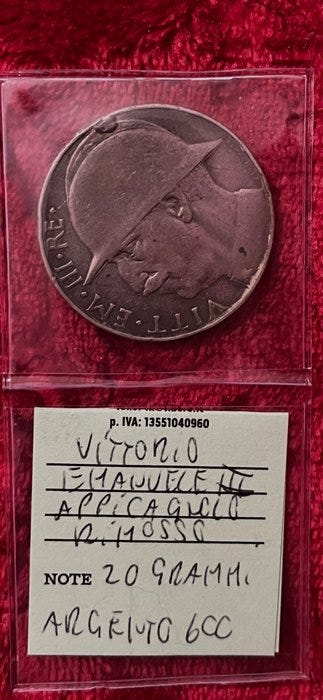 VITT·EM·III·RE·
p. IVA: 13551040960
VITTORIO
EMANUELE III
APPICAGNOLO
RIMOSSO
NOTE 20 GRAMMI
ARGENTO 600